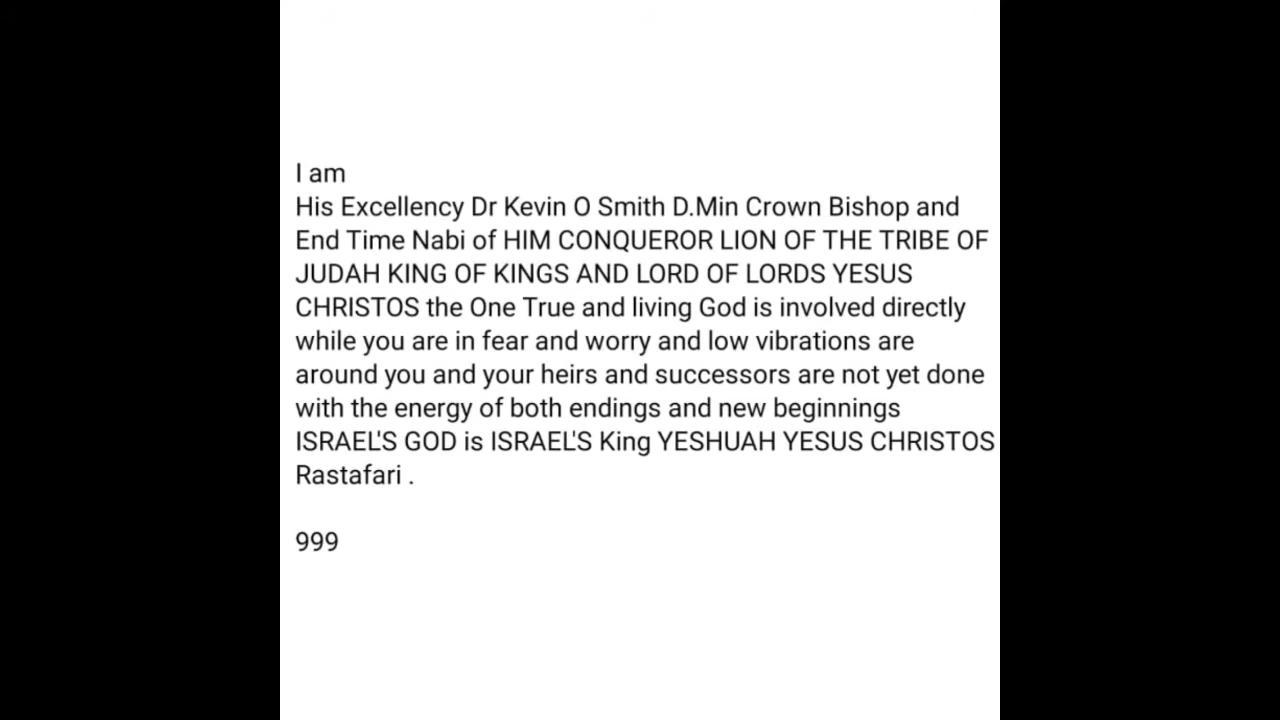 I am
His Excellency Dr Kevin O Smith D.Min Crown Bishop and
End Time Nabi of HIM CONQUEROR LION OF THE TRIBE OF
JUDAH KING OF KINGS AND LORD OF LORDS YESUS
CHRISTOS the One True and living God is involved directly
while you are in fear and worry and low vibrations are
around you and your heirs and successors are not yet done
with the energy of both endings and new beginnings
ISRAEL'S GOD is ISRAEL'S King YESHUAH YESUS CHRISTOS
Rastafari .
999